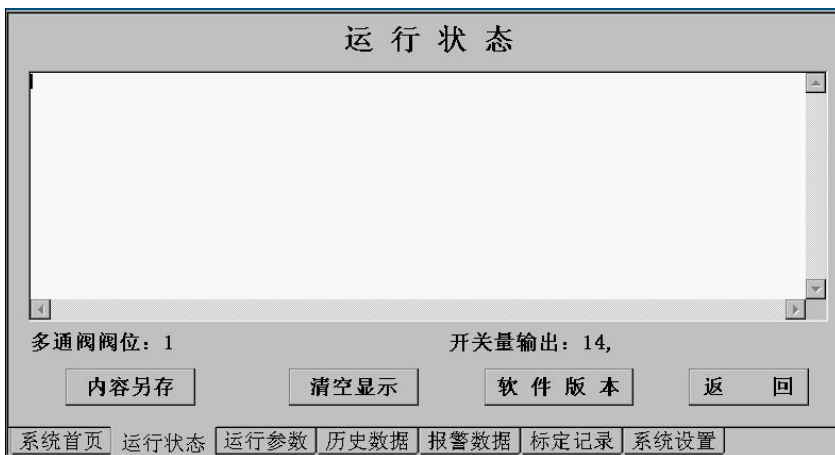 运行状态
多通阀阀位：1 开关量输出：14,
内容另存 清空显示 软件版本 返 回
系统首页 运行状态 运行参数 历史数据 报警数据 标定记录 系统设置